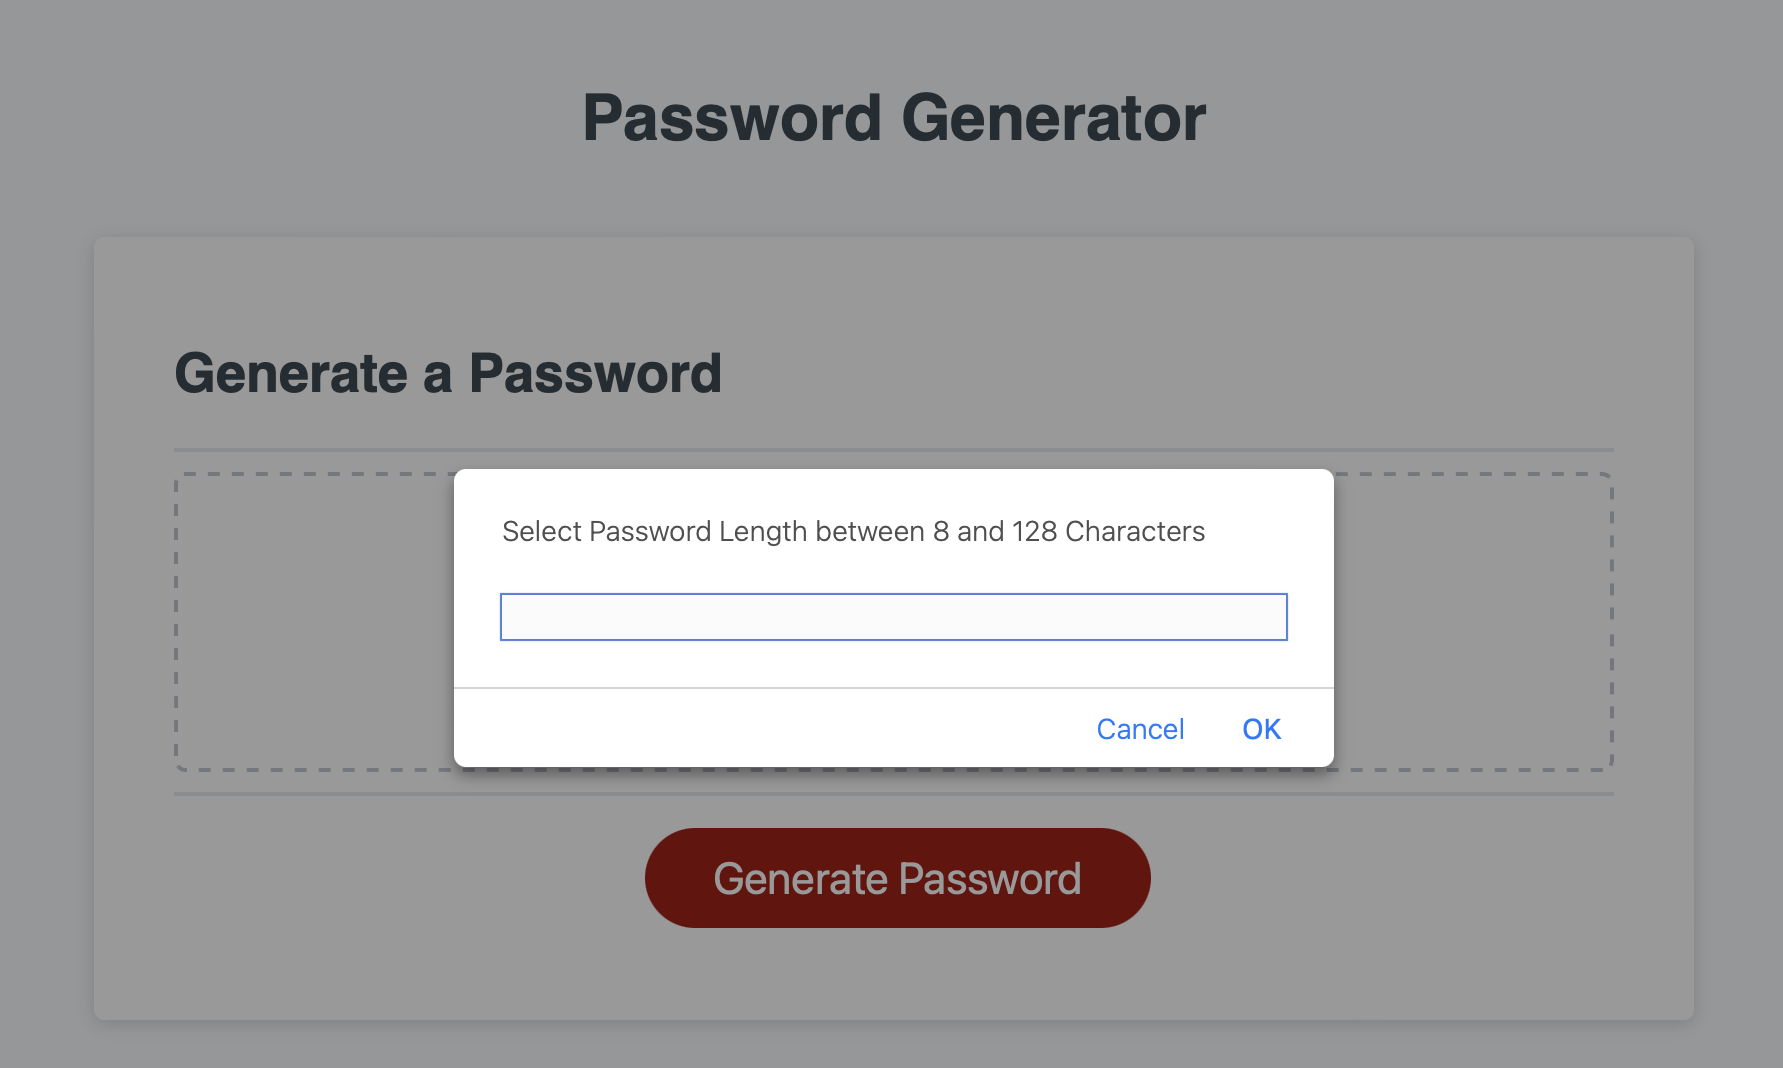 Password Generator
Generate a Password
Select Password Length between 8 and 128 Characters
Cancel OK
Generate Password